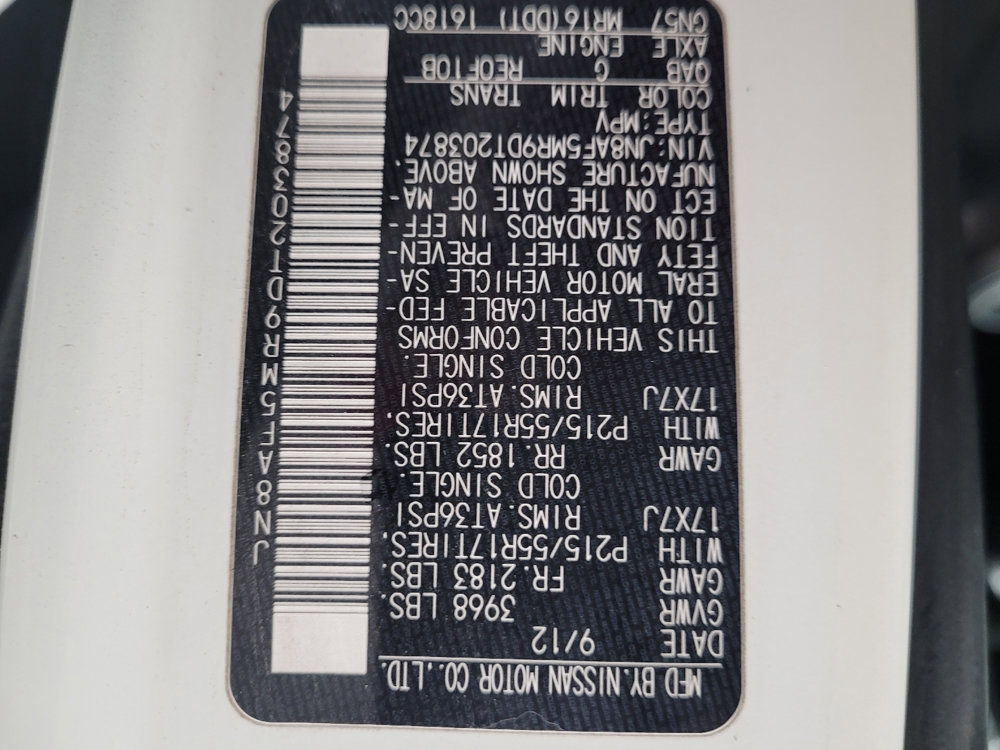 MFD BY.NISSAN MOTOR CO.,LTD.
DATE 9/12
GVWR 3968 LBS.
GAWR FR.2183 LBS.
WITH P215/55R17TIRES.
17X7J RIMS.AT36PSI
COLD SINGLE.
GAWR RR.1852 LBS.
WITH P215/55R17TIRES.
17X7J RIMS.AT36PSI
COLD SINGLE.
THIS VEHICLE CONFORMS
TO ALL APPLICABLE FED-
ERAL MOTOR VEHICLE SA-
FETY AND THEFT PREVEN-
TION STANDARDS IN EFF-
ECT ON THE DATE OF MA-
NUFACTURE SHOWN ABOVE.
VIN:JN8AF5MR9DT203874
TYPE:MPV
COLOR TRIM TRANS
QAB G REOF10B
AXLE ENGINE
GN57 MR16(DDT) 1618CC
JN8AF5MR9DT203874